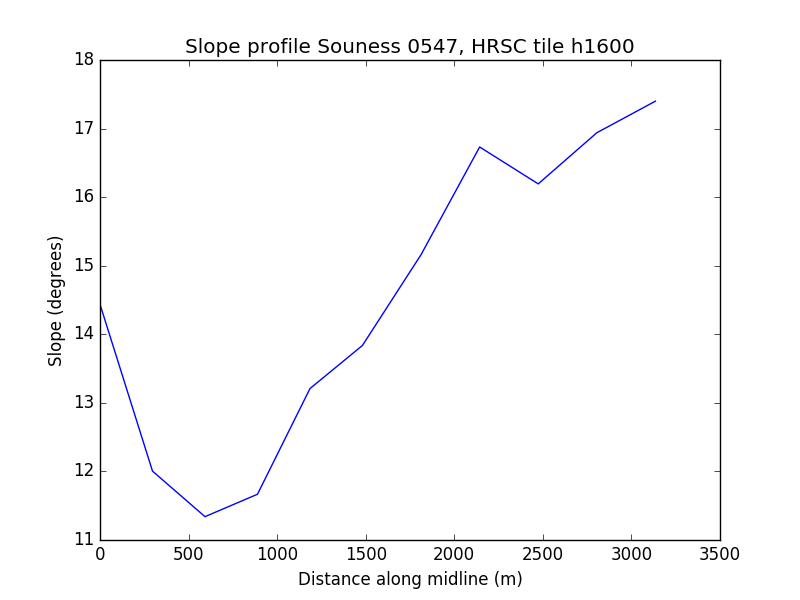 Slope profile Souness 0547, HRSC tile h1600
18
17
16
15
14
13
12
11
Slope (degrees)
0 500 1000 1500 2000 2500 3000 3500
Distance along midline (m)